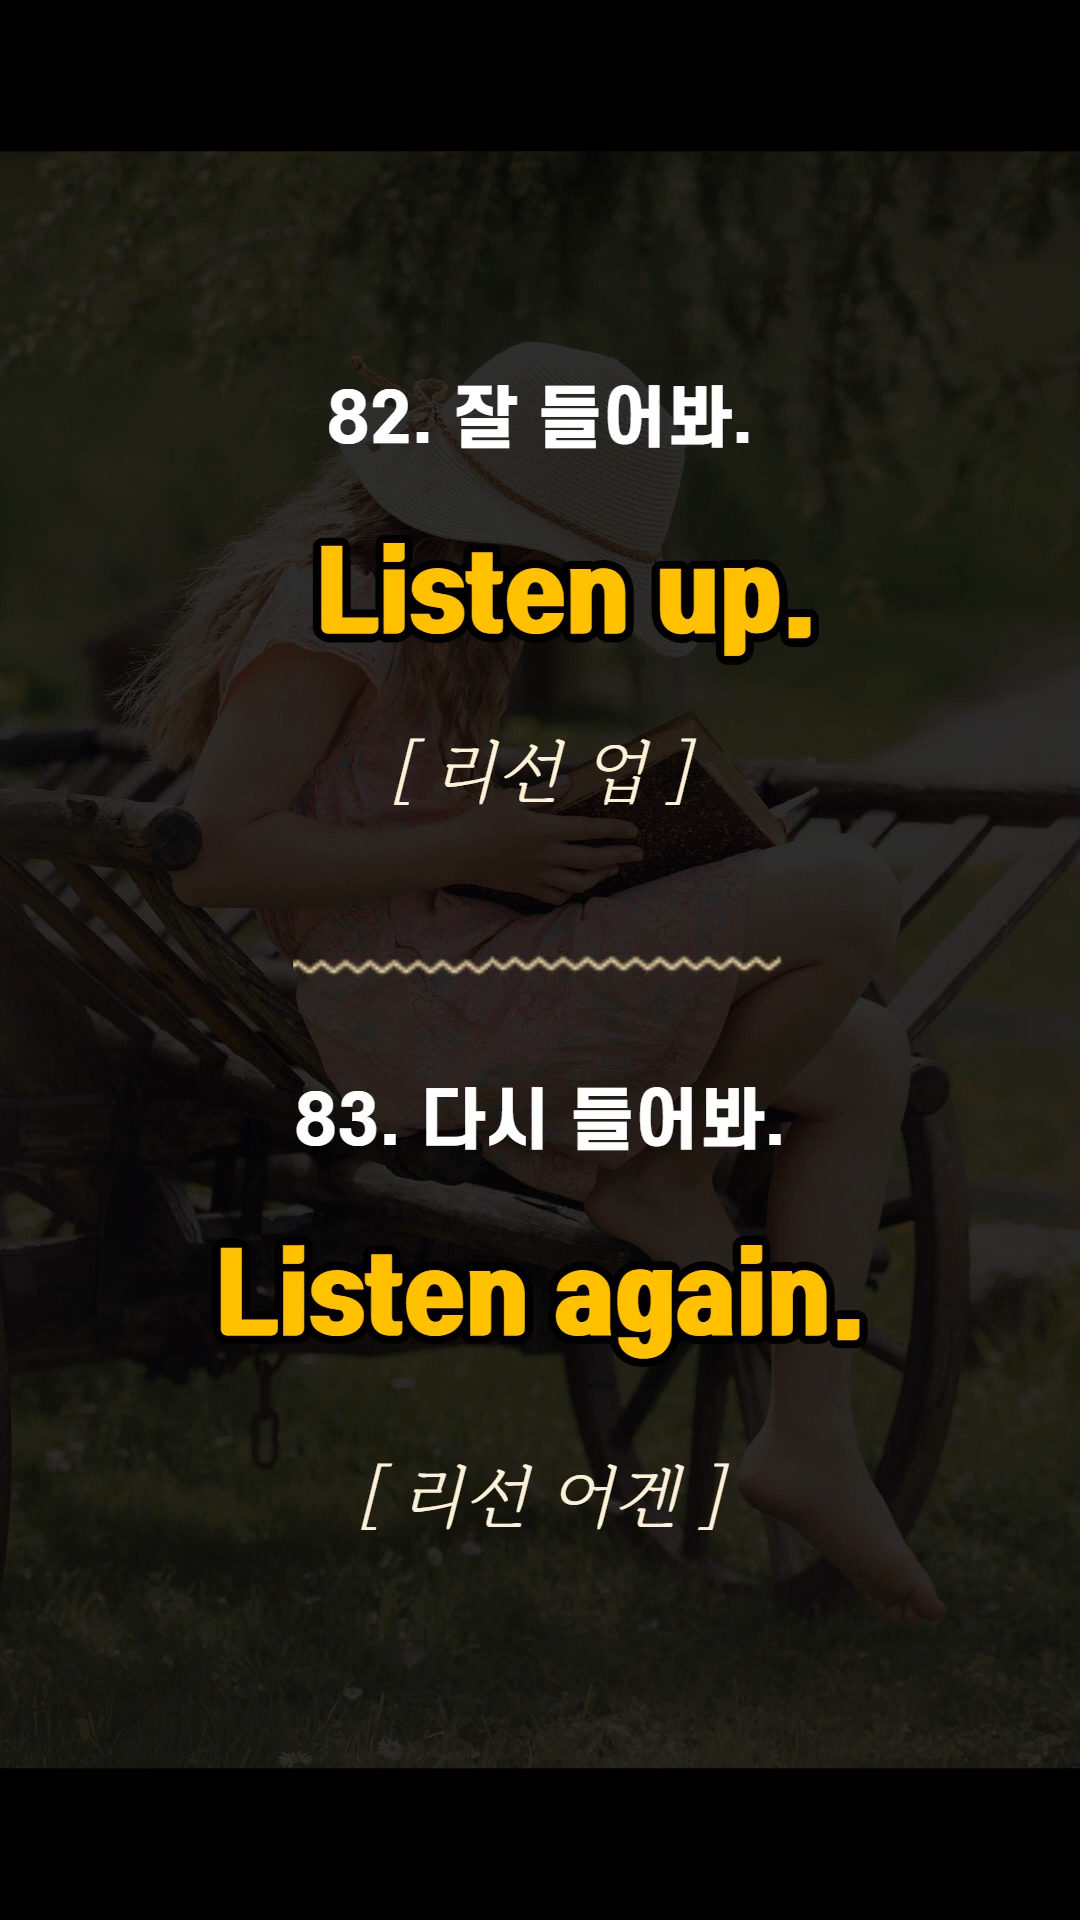 82. 잘 들어봐.
Listen up.
[ 리선 업 ]
83. 다시 들어봐.
Listen again.
[ 리선 어겐 ]